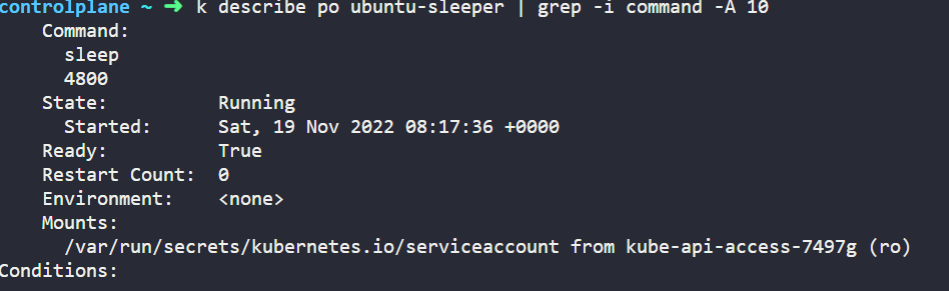 controlplane ~ ➜ k describe po ubuntu-sleeper | grep -i command -A 10
    Command:
      sleep
      4800
    State:          Running
      Started:      Sat, 19 Nov 2022 08:17:36 +0000
    Ready:          True
    Restart Count:  0
    Environment:    <none>
    Mounts:
      /var/run/secrets/kubernetes.io/serviceaccount from kube-api-access-7497g (ro)
Conditions: